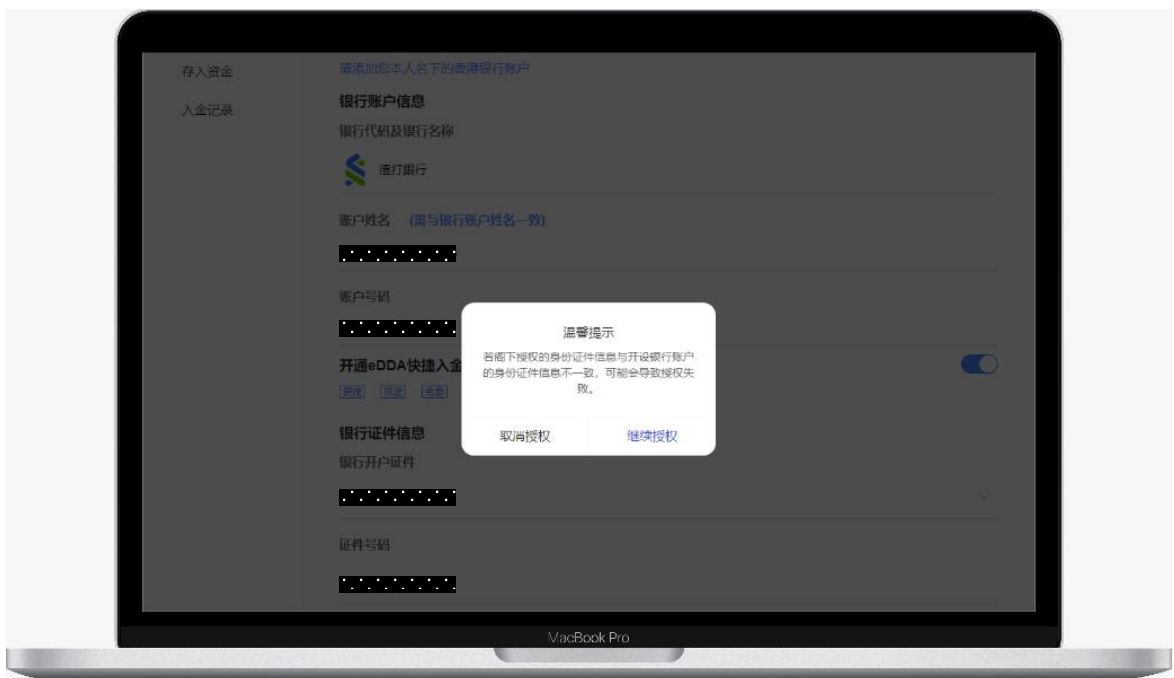 存入资金
入金记录
请添加您本人名下的香港银行账户
银行账户信息
银行代码及银行名称
渣打銀行
账户姓名 (需与银行账户姓名一致)
账户号码
开通eDDA快捷入金
银行证件信息
银行开户证件
证件号码
温馨提示
若阁下授权的身份证件信息与开设银行账户
的身份证件信息不一致，可能会导致授权失
败。
取消授权 继续授权
MacBook Pro